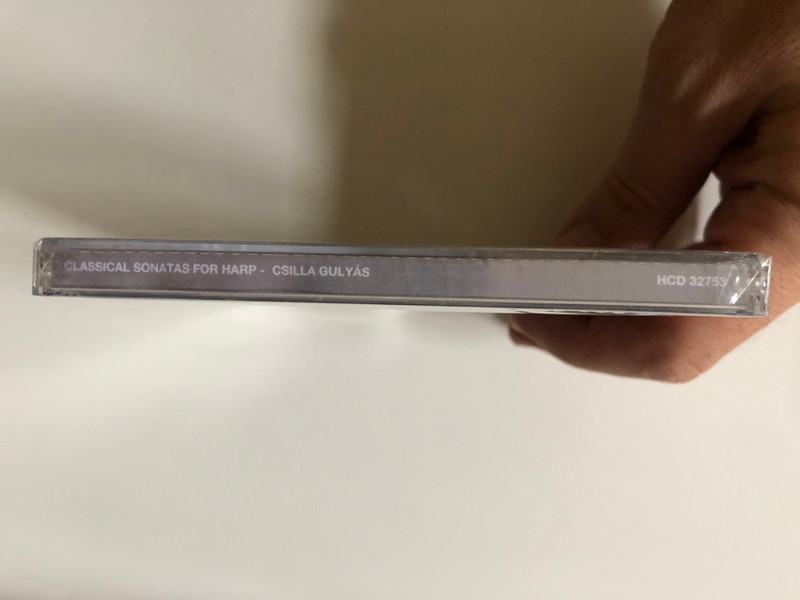 CLASSICAL SONATAS FOR HARP - CSILLA GULYÁS HCD 32753